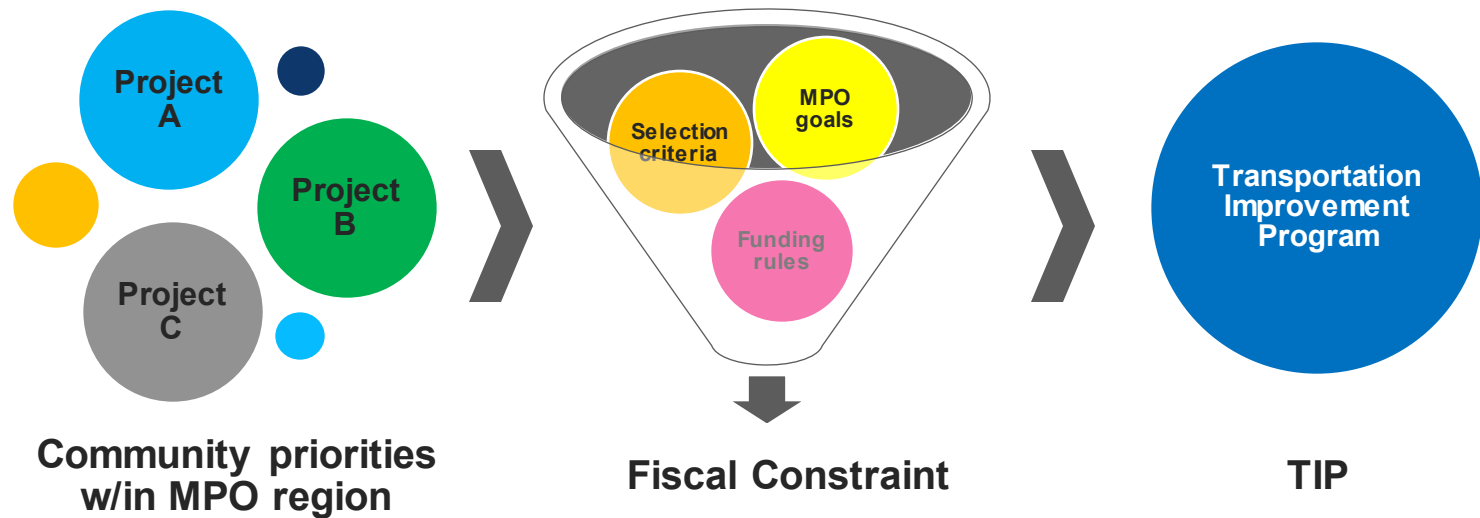 Project
A
Project
B
Project
C
Community priorities
w/in MPO region
Selection
criteria
MPO
goals
Funding
rules
Fiscal Constraint
Transportation
Improvement
Program
TIP